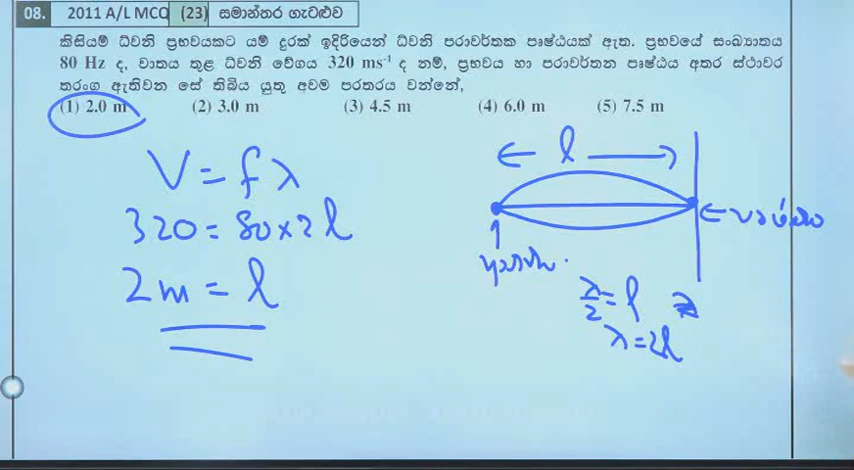 08. 2011 A/L MCQ (23) සමාන්තර ගැටළුව
කිසියම් ධ්වනි ප්‍රභවයකට යම් දුරක් ඉදිරියෙන් ධ්වනි පරාවර්තක පෘෂ්ඨයක් ඇත. ප්‍රභවයේ සංඛ්‍යාතය
80 Hz ද, වාතය තුළ ධ්වනි වේගය 320 ms⁻¹ ද නම්, ප්‍රභවය හා පරාවර්තන පෘෂ්ඨය අතර ස්ථාවර
තරංග ඇතිවන සේ තිබිය යුතු අවම පරතරය වන්නේ,
(1) 2.0 m (2) 3.0 m (3) 4.5 m (4) 6.0 m (5) 7.5 m
V = fλ
320 = 80 × 2l
2m = l
← l →
λ/2 = l
λ = 2l